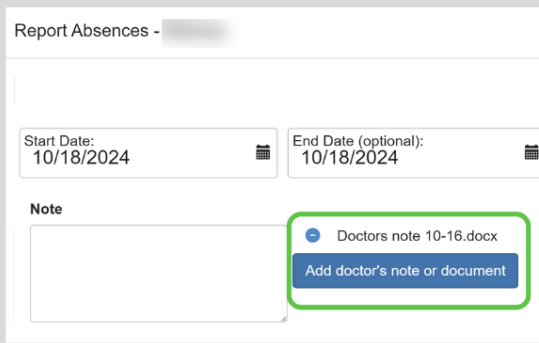 Report Absences -
Start Date: End Date (optional):
10/18/2024 10/18/2024
Note
Doctors note 10-16.docx
Add doctor's note or document